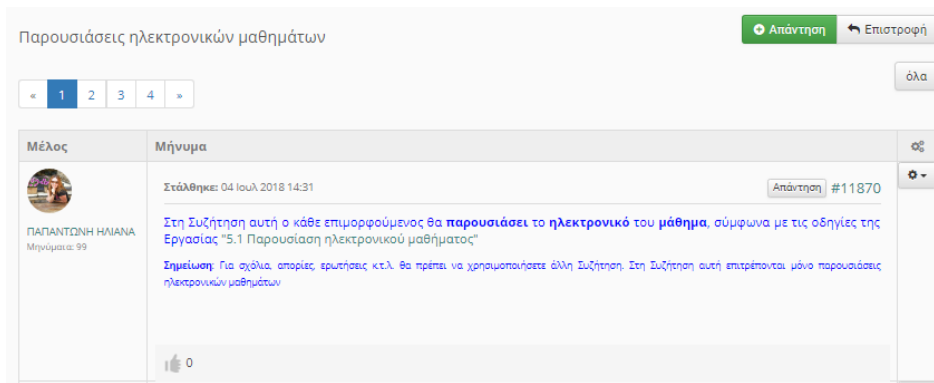 Παρουσιάσεις ηλεκτρονικών μαθημάτων
Απάντηση
Επιστροφή
όλα
« 1 2 3 4 »
Μέλος Μήνυμα
Στάλθηκε: 04 Ιουλ 2018 14:31
Απάντηση #11870
ΠΑΠΑΝΤΩΝΗ ΗΛΙΑΝΑ
Μηνύματα: 99
Στη Συζήτηση αυτή ο κάθε επιμορφούμενος θα παρουσιάσει το ηλεκτρονικό του μάθημα, σύμφωνα με τις οδηγίες της
Εργασίας "5.1 Παρουσίαση ηλεκτρονικού μαθήματος"
Σημείωση: Για σχόλια, απορίες, ερωτήσεις κ.τ.λ. θα πρέπει να χρησιμοποιήσετε άλλη Συζήτηση. Στη Συζήτηση αυτή επιτρέπονται μόνο παρουσιάσεις
ηλεκτρονικών μαθημάτων
0